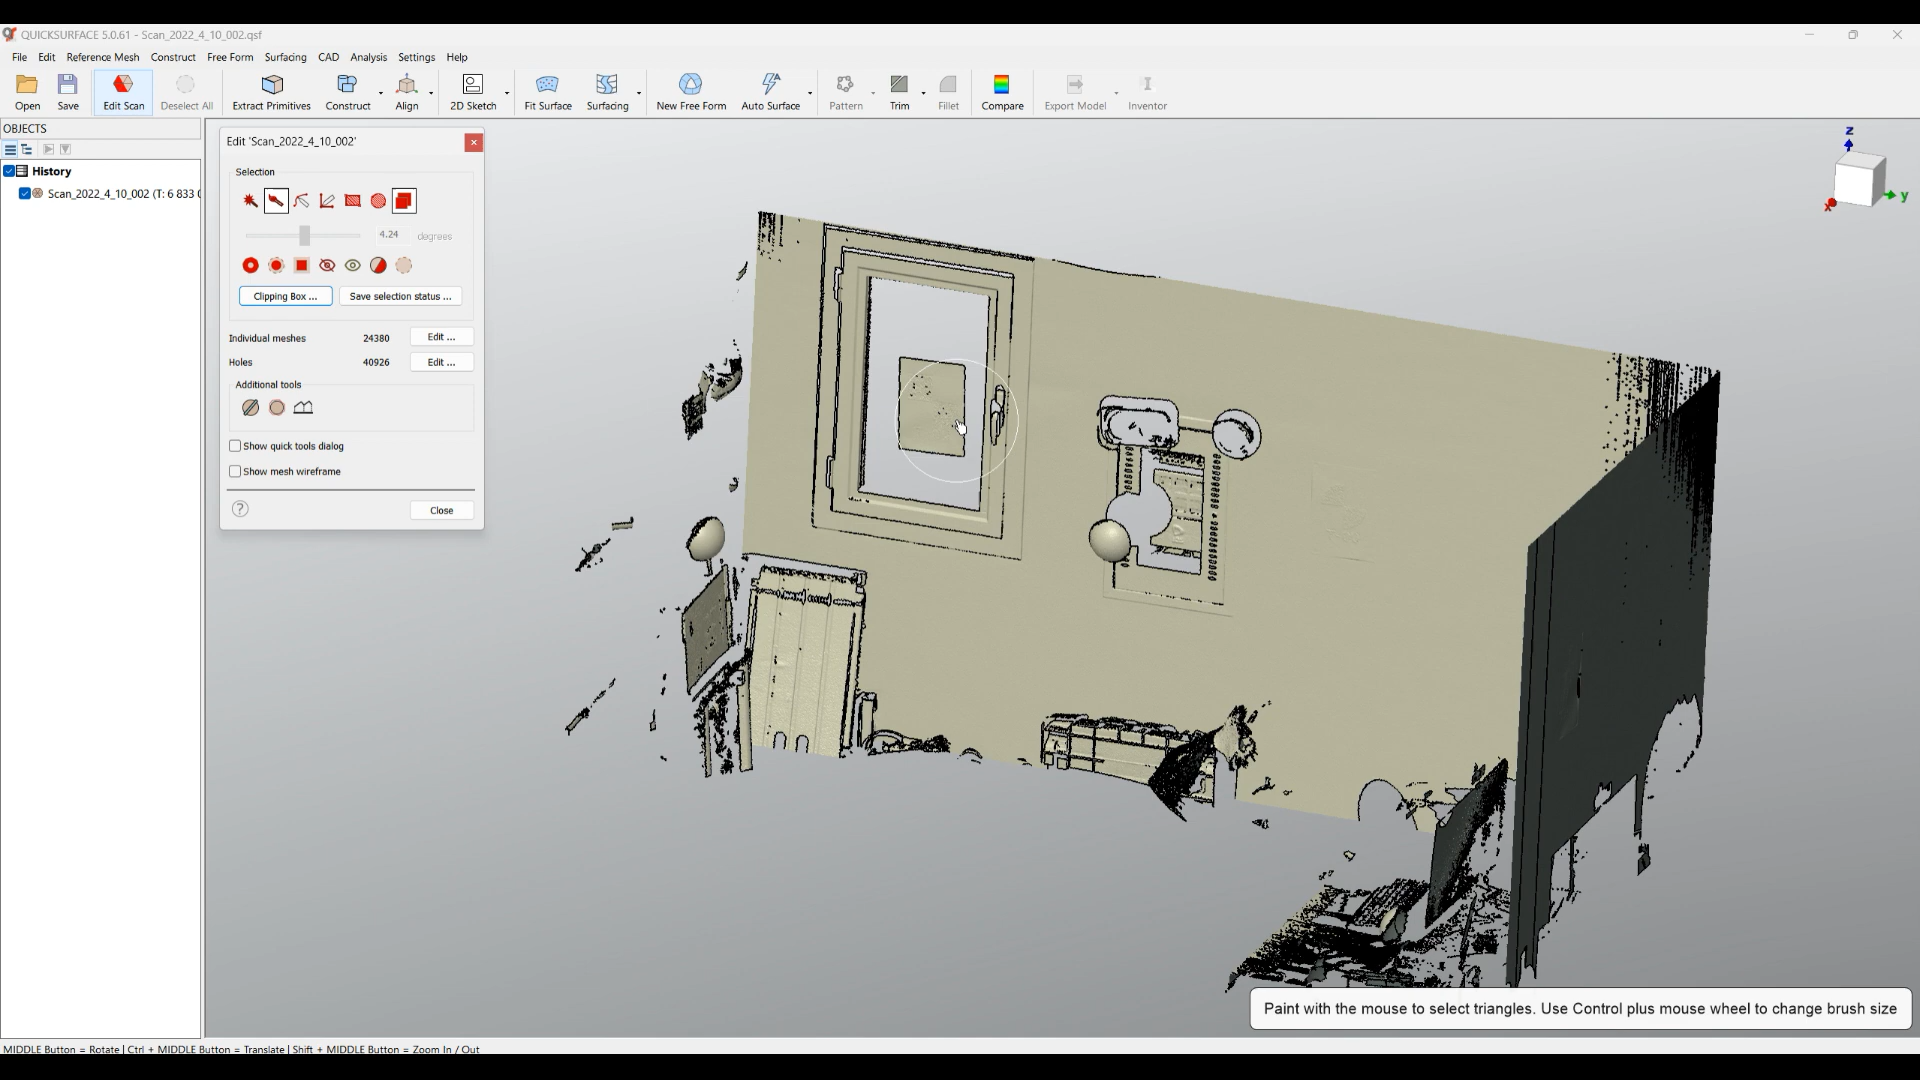 QUICKSURFACE 5.0.61 - Scan_2022_4_10_002.qsf
File Edit Reference Mesh Construct Free Form Surfacing CAD Analysis Settings Help
Open Save Edit Scan Deselect All Extract Primitives Construct Align 2D Sketch Fit Surface Surfacing New Free Form Auto Surface Pattern Trim Fillet Compare Export Model Inventor
OBJECTS
History
Scan_2022_4_10_002 (T: 6 833
Edit 'Scan_2022_4_10_002'
Selection
4.24 degrees
Clipping Box ... Save selection status ...
Individual meshes 24380 Edit ...
Holes 40926 Edit ...
Additional tools
Show quick tools dialog
Show mesh wireframe
? Close
z
x y
Paint with the mouse to select triangles. Use Control plus mouse wheel to change brush size
MIDDLE Button = Rotate | Ctrl + MIDDLE Button = Translate | Shift + MIDDLE Button = Zoom In / Out